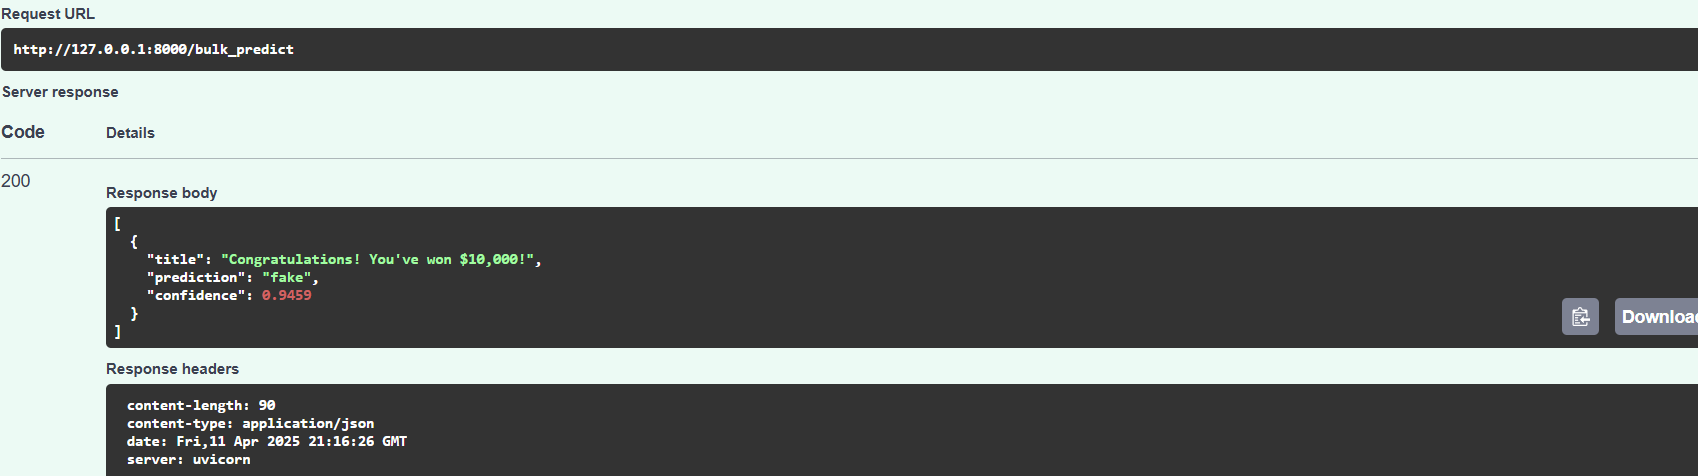 Request URL
http://127.0.0.1:8000/bulk_predict
Server response
Code Details
200
Response body
[
  {
    "title": "Congratulations! You've won $10,000!",
    "prediction": "fake",
    "confidence": 0.9459
  }
]
Download
Response headers
content-length: 90
content-type: application/json
date: Fri,11 Apr 2025 21:16:26 GMT
server: uvicorn